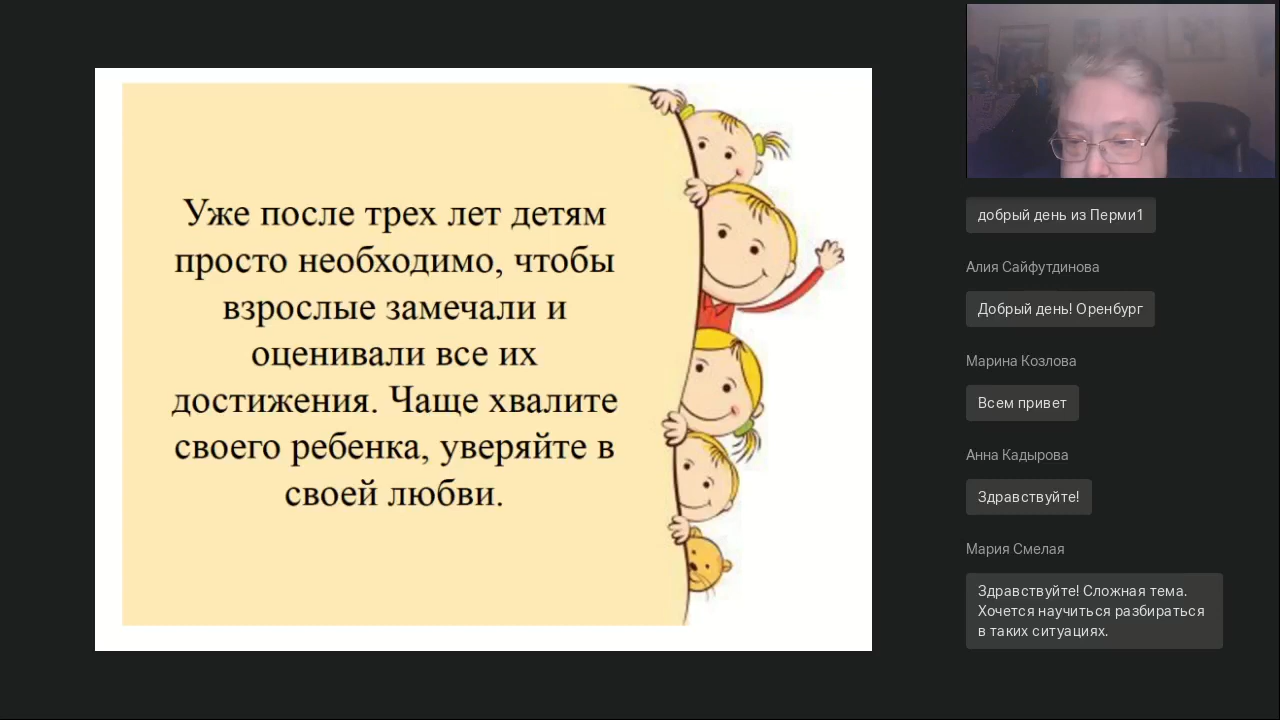 Уже после трех лет детям
просто необходимо, чтобы
взрослые замечали и
оценивали все их
достижения. Чаще хвалите
своего ребенка, уверяйте в
своей любви.
добрый день из Перми1
Алия Сайфутдинова
Добрый день! Оренбург
Марина Козлова
Всем привет
Анна Кадырова
Здравствуйте!
Мария Смелая
Здравствуйте! Сложная тема.
Хочется научиться разбираться
в таких ситуациях.